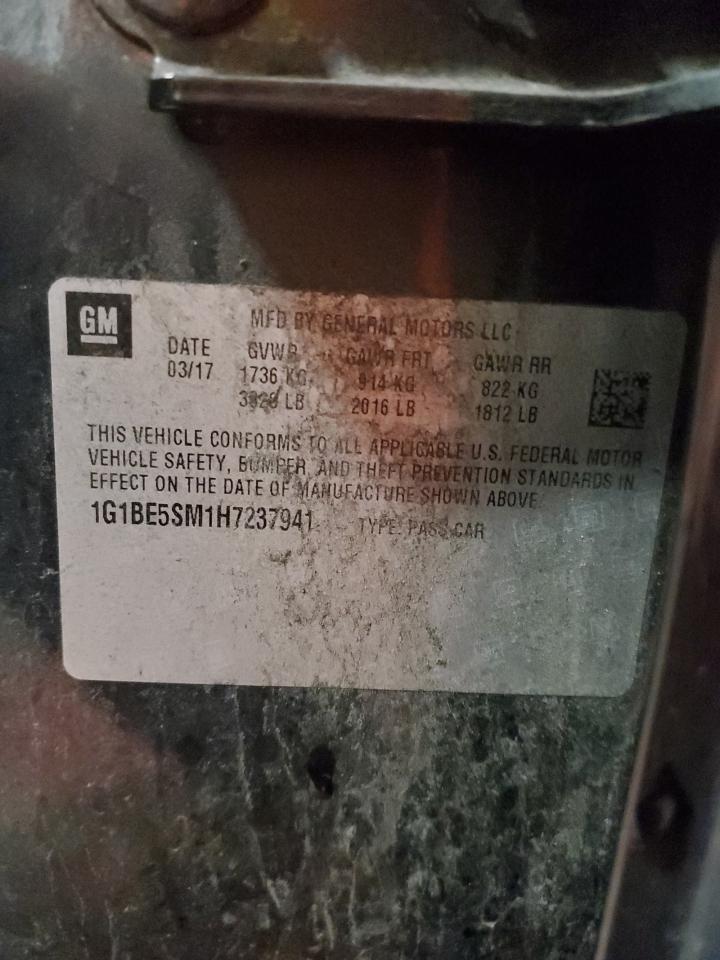 GM
MFD BY GENERAL MOTORS LLC
DATE GVWR GAWR FRT GAWR RR
03/17 1736 KG 914 KG 822 KG
3828 LB 2016 LB 1812 LB
THIS VEHICLE CONFORMS TO ALL APPLICABLE U.S. FEDERAL MOTOR
VEHICLE SAFETY, BUMPER, AND THEFT PREVENTION STANDARDS IN
EFFECT ON THE DATE OF MANUFACTURE SHOWN ABOVE
1G1BE5SM1H7237941 TYPE: PASS CAR